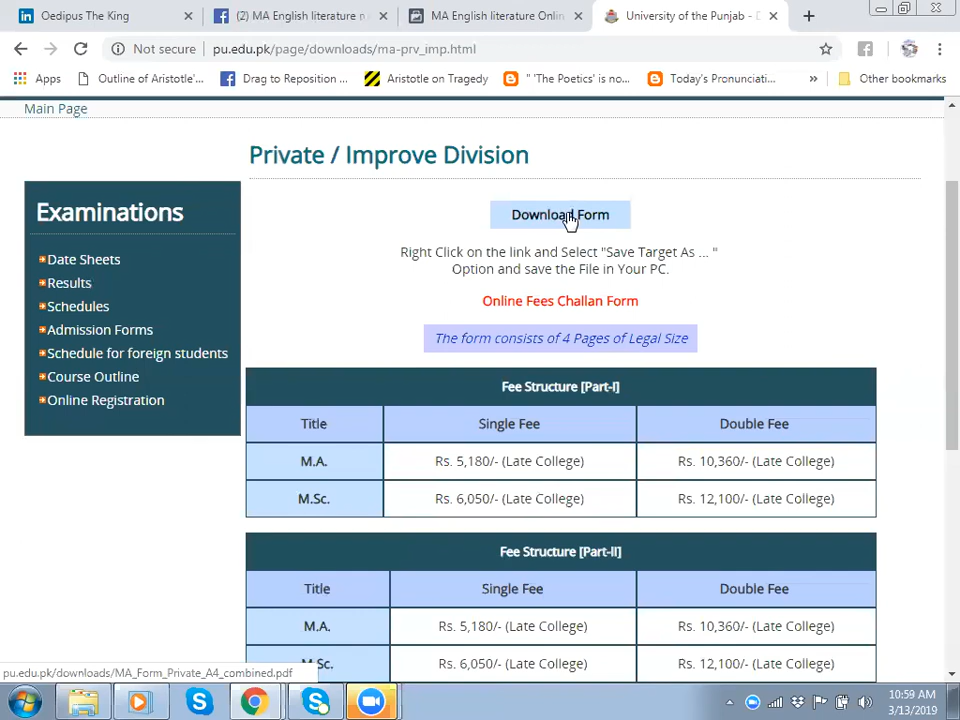 Oedipus The King
(2) MA English literature n
MA English literature Onlin
University of the Punjab - D
Not secure
pu.edu.pk/page/downloads/ma-prv_imp.html
Apps
Outline of Aristotle'...
Drag to Reposition ...
Aristotle on Tragedy
" 'The Poetics' is no...
Today's Pronunciati...
»
Other bookmarks
Main Page
Private / Improve Division
Examinations
Date Sheets
Results
Schedules
Admission Forms
Schedule for foreign students
Course Outline
Online Registration
Download Form
Right Click on the link and Select "Save Target As ... "
Option and save the File in Your PC.
Online Fees Challan Form
The form consists of 4 Pages of Legal Size
Fee Structure [Part-I]
Title Single Fee Double Fee
M.A. Rs. 5,180/- (Late College) Rs. 10,360/- (Late College)
M.Sc. Rs. 6,050/- (Late College) Rs. 12,100/- (Late College)
Fee Structure [Part-II]
Title Single Fee Double Fee
M.A. Rs. 5,180/- (Late College) Rs. 10,360/- (Late College)
M.Sc. Rs. 6,050/- (Late College) Rs. 12,100/- (Late College)
pu.edu.pk/downloads/MA_Form_Private_A4_combined.pdf
10:59 AM
3/13/2019